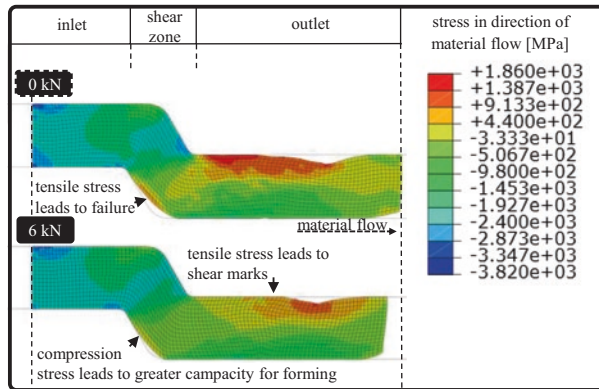 inlet
shear
zone
outlet
stress in direction of
material flow [MPa]
0 kN
+1.860e+03
+1.387e+03
+9.133e+02
+4.400e+02
-3.333e+01
-5.067e+02
-9.800e+02
-1.453e+03
-1.927e+03
-2.400e+03
-2.873e+03
-3.347e+03
-3.820e+03
tensile stress
leads to failure
material flow
6 kN
tensile stress leads to
shear marks
compression
stress leads to greater campacity for forming